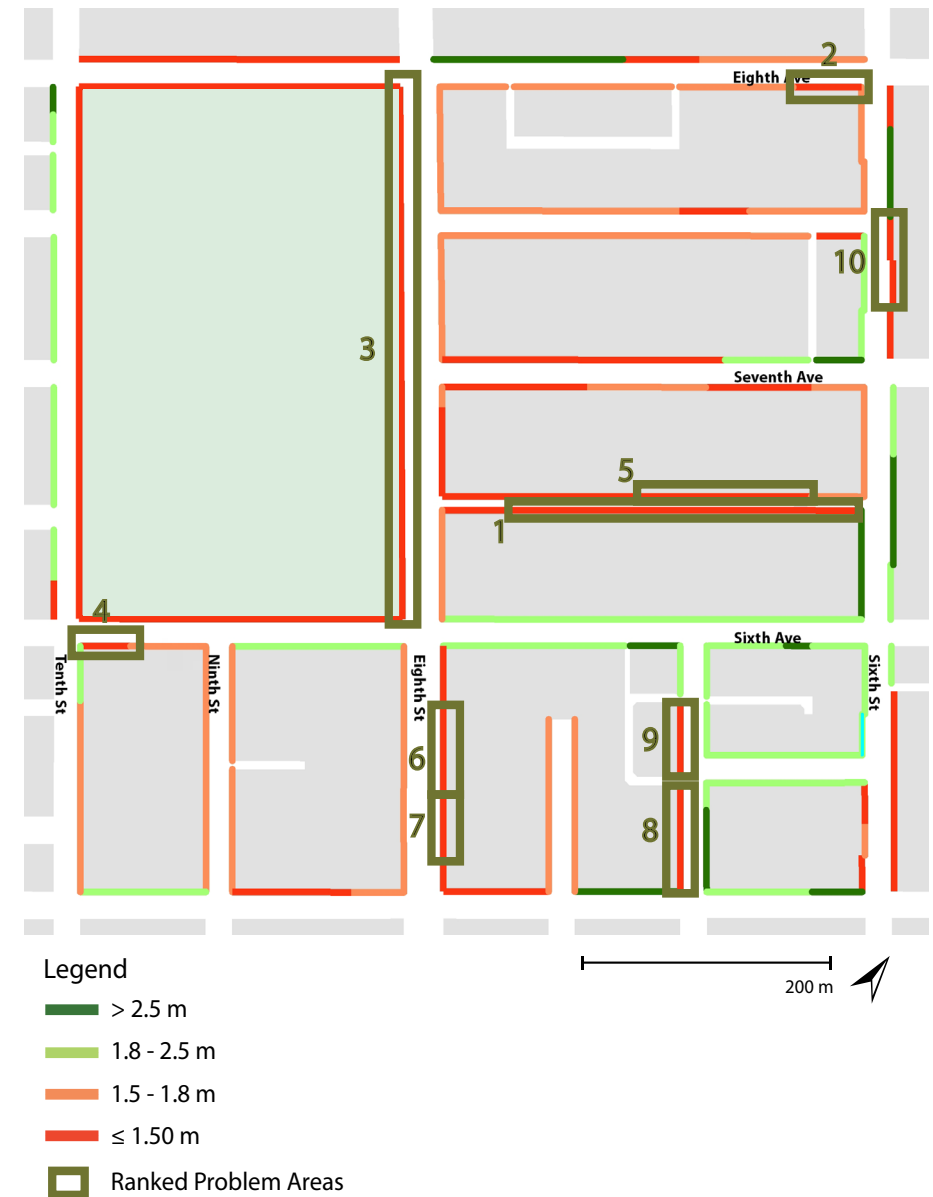 2
Eighth Ave
10
3
Seventh Ave
5
1
4
Sixth Ave
Tenth St
Ninth St
Eighth St
Sixth St
6
9
7
8
Legend
200 m
> 2.5 m
1.8 - 2.5 m
1.5 - 1.8 m
≤ 1.50 m
Ranked Problem Areas